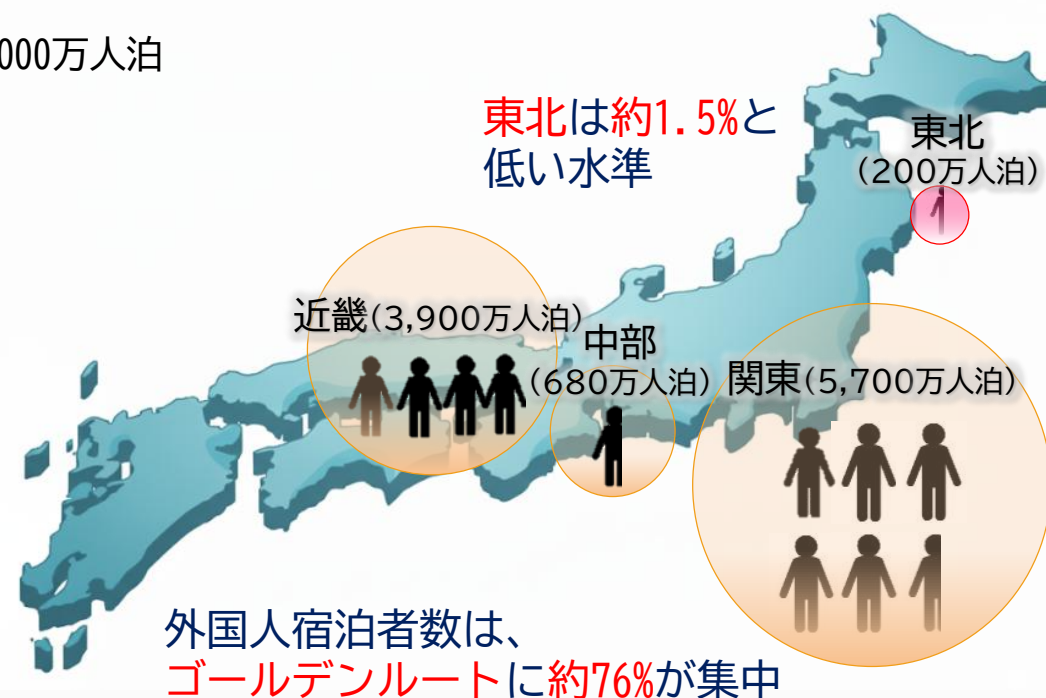 000万人泊
東北は約1.5%と
低い水準
東北
(200万人泊)
近畿(3,900万人泊)
中部
(680万人泊)
関東(5,700万人泊)
外国人宿泊者数は、
ゴールデンルートに約76%が集中